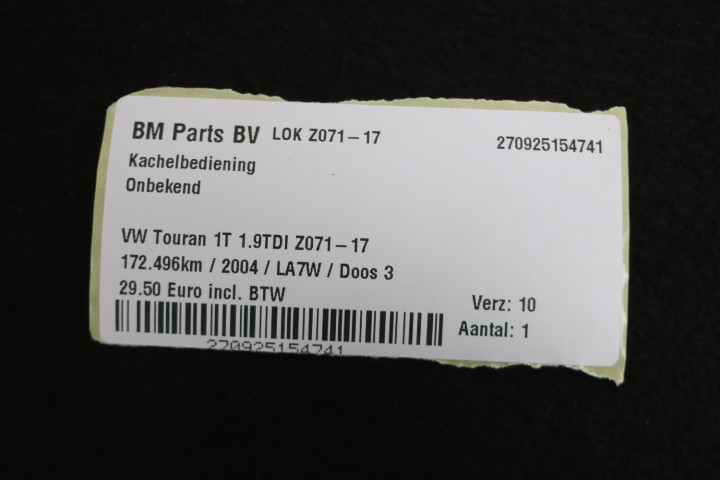 BM Parts BV LOK Z071-17 270925154741
Kachelbediening
Onbekend
VW Touran 1T 1.9TDI Z071-17
172.496km / 2004 / LA7W / Doos 3
29.50 Euro incl. BTW
Verz: 10
Aantal: 1
270925154741